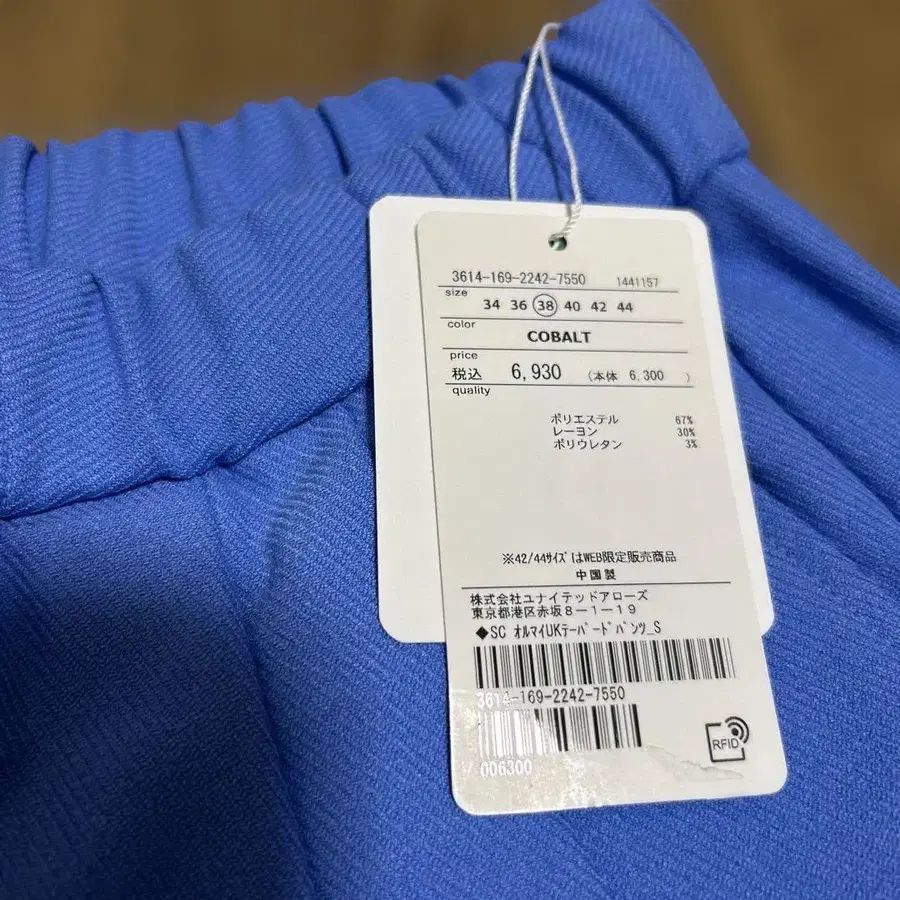 3614-169-2242-7550 1441157
size 34 36 38 40 42 44
color
COBALT
price
税込 6,930 (本体 6,300 )
quality
ポリエステル 67%
レーヨン 30%
ポリウレタン 3%
※42/44ｻｲｽﾞはWEB限定販売商品
中国製
株式会社ユナイテッドアローズ
東京都港区赤坂８－１－１９
◆SC ｵﾙﾏｲUKﾃｰﾊﾟｰﾄﾞﾊﾟﾝﾂ_S
3614-169-2242-7550
006300
RFID